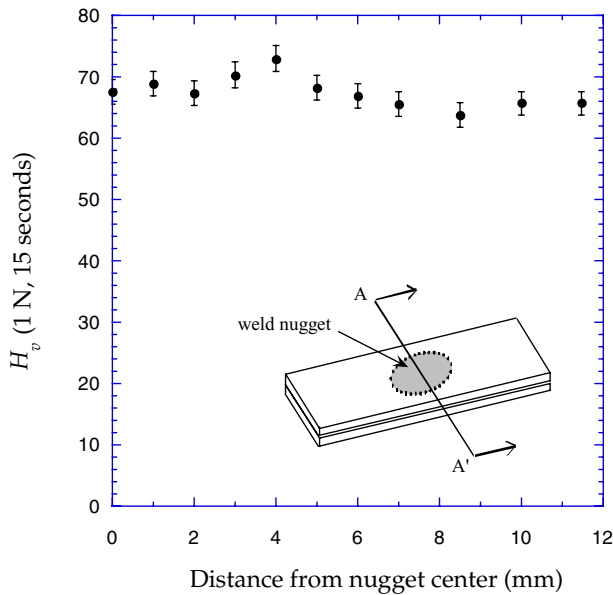 80
70
60
50
40
30
20
10
0
H_v (1 N, 15 seconds)
A
weld nugget
A'
0 2 4 6 8 10 12
Distance from nugget center (mm)